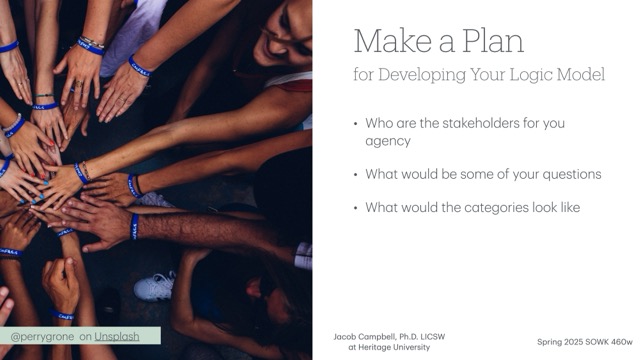 Make a Plan
for Developing Your Logic Model
• Who are the stakeholders for you
agency
• What would be some of your questions
• What would the categories look like
@perrygrone on Unsplash
Jacob Campbell, Ph.D. LICSW
at Heritage University
Spring 2025 SOWK 460w